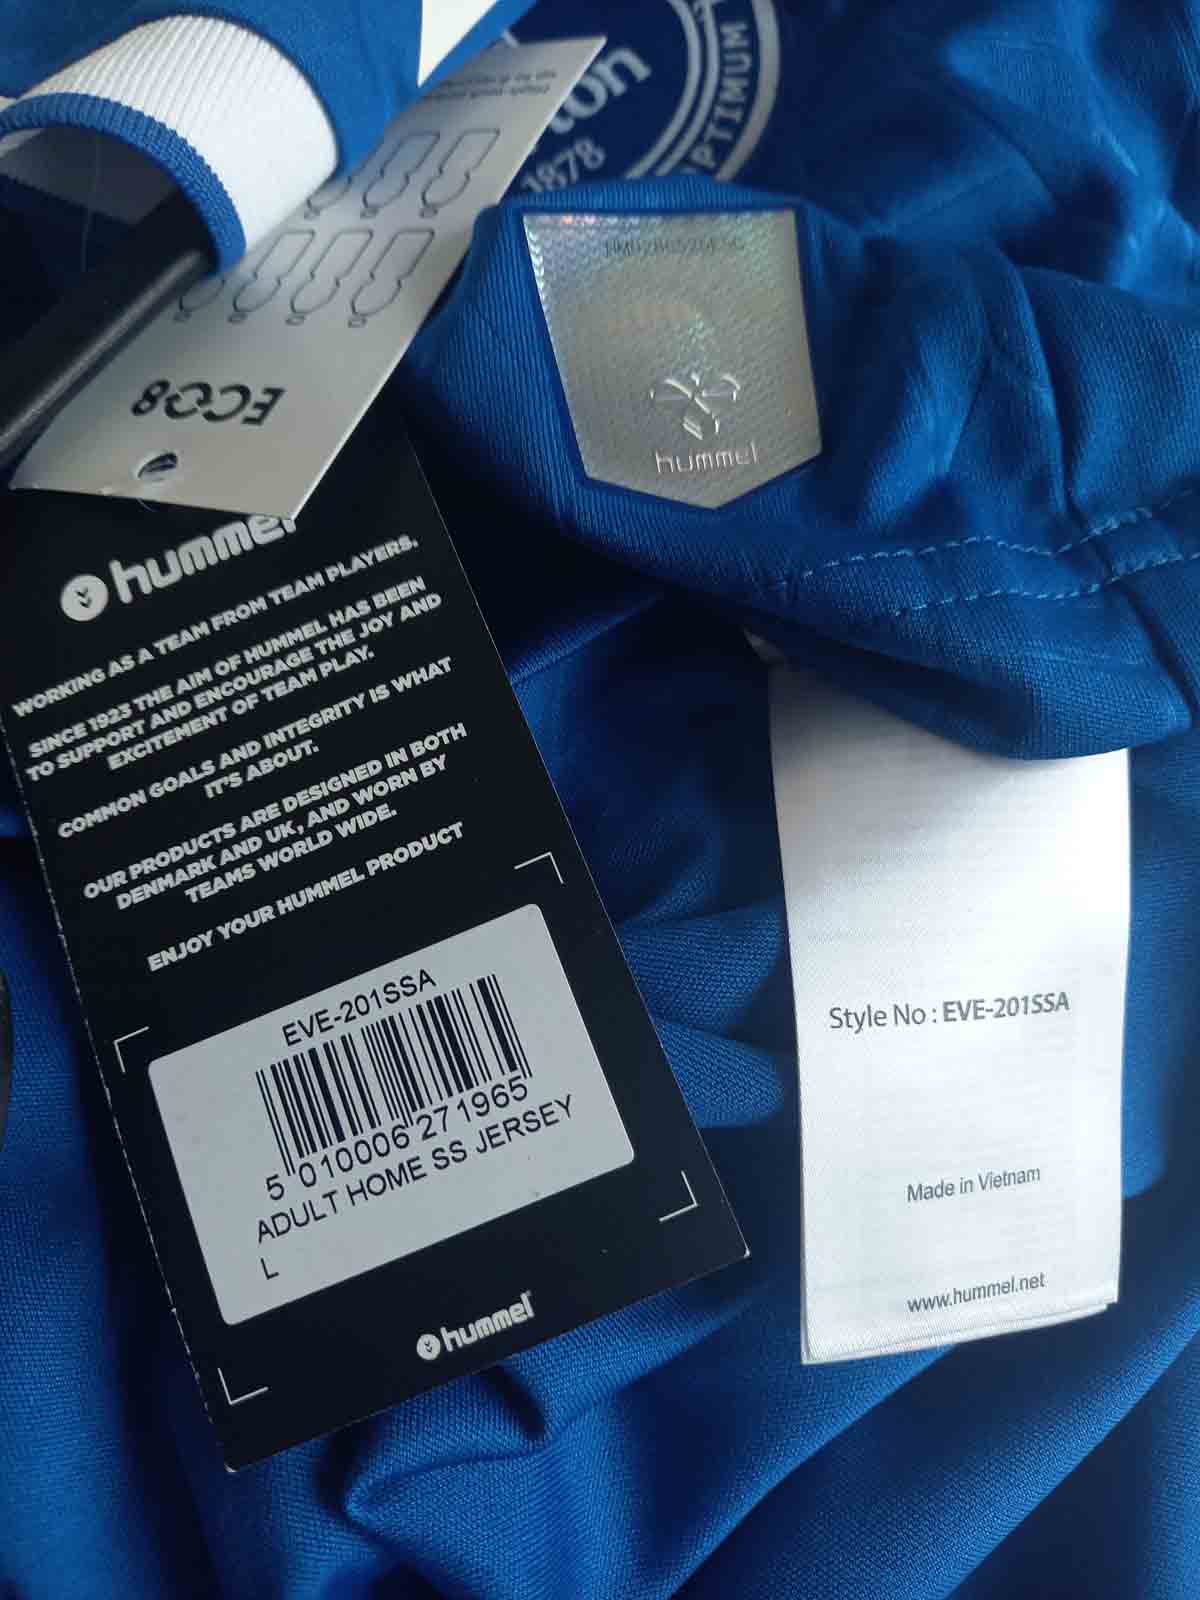 ton
1878
OPTIMUM
ECO8
hummel
hummel
WORKING AS A TEAM FROM TEAM PLAYERS.
SINCE 1923 THE AIM OF HUMMEL HAS BEEN
TO SUPPORT AND ENCOURAGE THE JOY AND
EXCITEMENT OF TEAM PLAY.
COMMON GOALS AND INTEGRITY IS WHAT
IT'S ABOUT.
OUR PRODUCTS ARE DESIGNED IN BOTH
DENMARK AND UK, AND WORN BY
TEAMS WORLD WIDE.
ENJOY YOUR HUMMEL PRODUCT
EVE-201SSA
5 010006 271965
ADULT HOME SS JERSEY
L
hummel
Style No : EVE-201SSA
Made in Vietnam
www.hummel.net